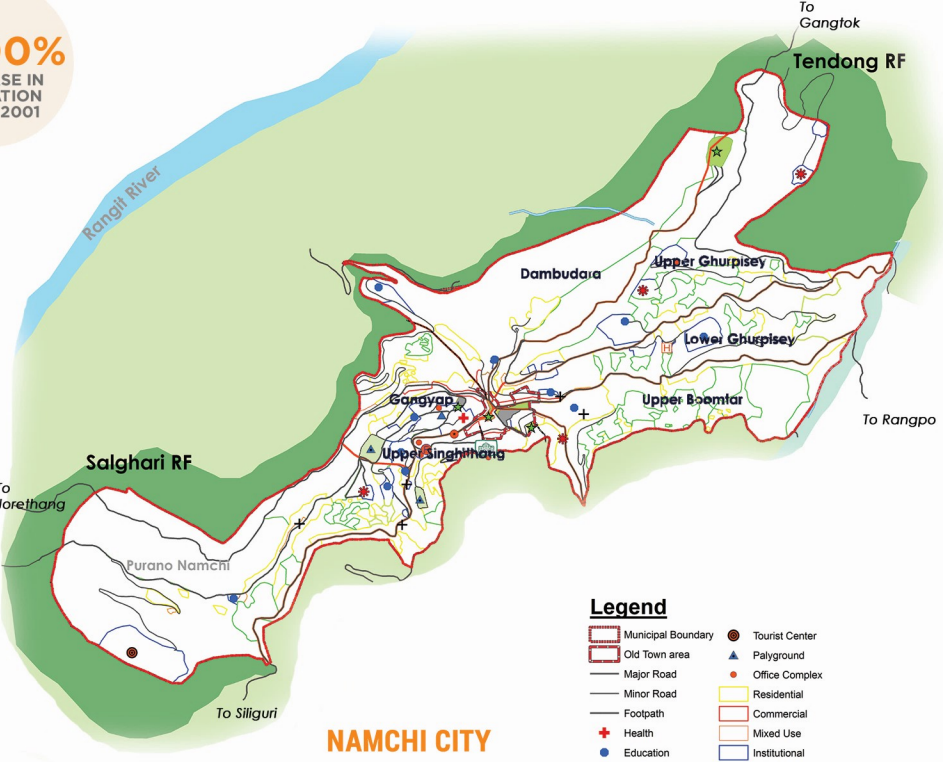 0%
SE IN
TION
2001
To
Gangtok
Tendong RF
Rangit River
Dambudara
Upper Ghurpisey
Lower Ghurpisey
H
Gangyap
Upper Boomtar
To Rangpo
Upper Singhithang
Salghari RF
To
Jorethang
Purano Namchi
To Siliguri
NAMCHI CITY
Legend
Municipal Boundary
Old Town area
Major Road
Minor Road
Footpath
Health
Education
Tourist Center
Palyground
Office Complex
Residential
Commercial
Mixed Use
Institutional